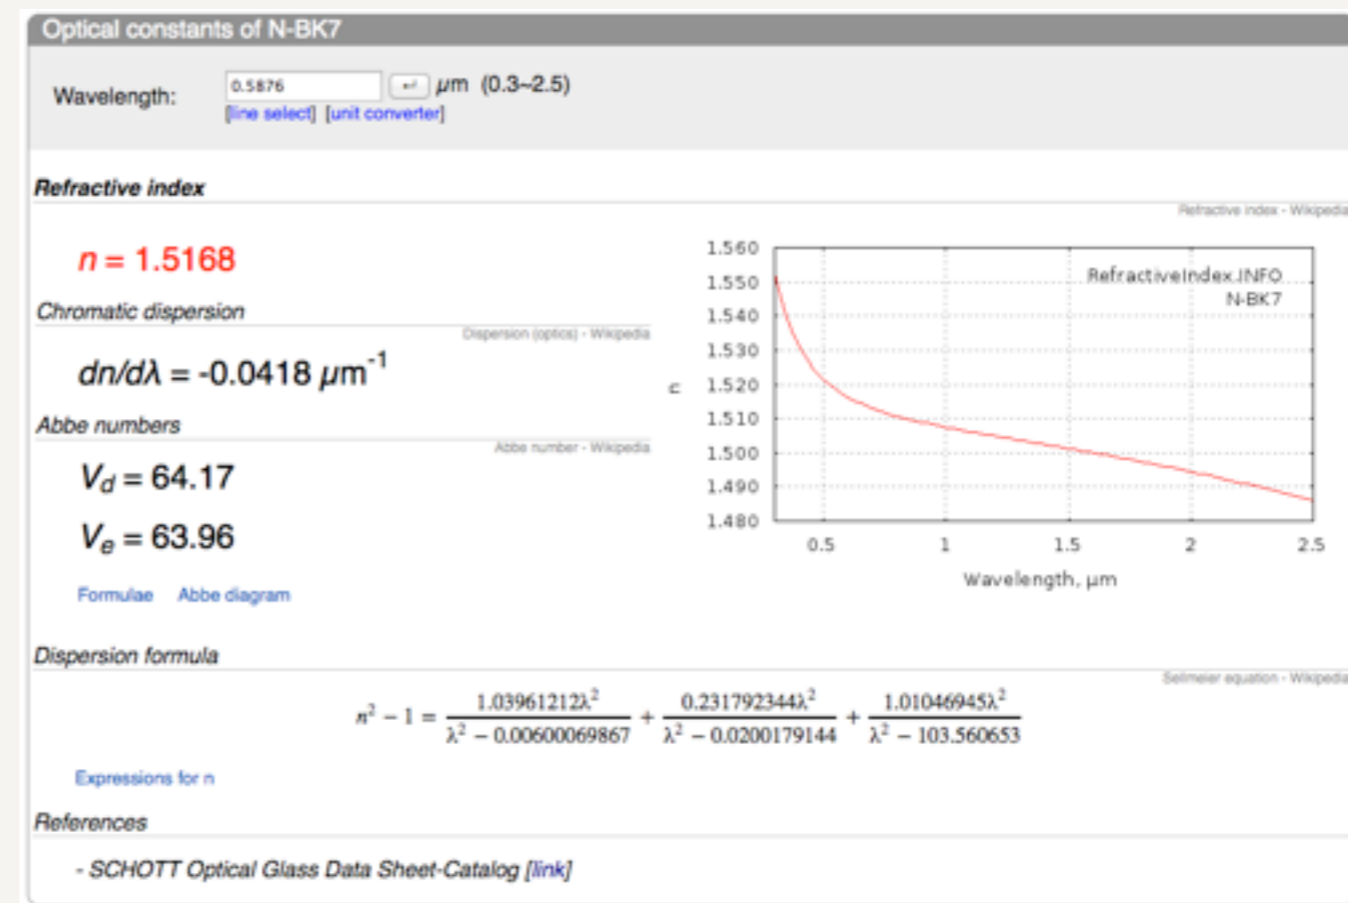 Optical constants of N-BK7
Wavelength: 0.5876 ↵ μm (0.3~2.5)
[line select] [unit converter]
Refractive index
Refractive index - Wikipedia
n = 1.5168
Chromatic dispersion
Dispersion (optics) - Wikipedia
dn/dλ = -0.0418 μm⁻¹
Abbe numbers
Abbe number - Wikipedia
V_d = 64.17
V_e = 63.96
Formulae Abbe diagram
1.560
1.550
1.540
1.530
1.520
1.510
1.500
1.490
1.480
n
RefractiveIndex.INFO
N-BK7
0.5 1 1.5 2 2.5
Wavelength, μm
Dispersion formula
Sellmeier equation - Wikipedia
n² − 1 = 1.03961212λ² / (λ² − 0.00600069867) + 0.231792344λ² / (λ² − 0.0200179144) + 1.01046945λ² / (λ² − 103.560653)
Expressions for n
References
- SCHOTT Optical Glass Data Sheet-Catalog [link]